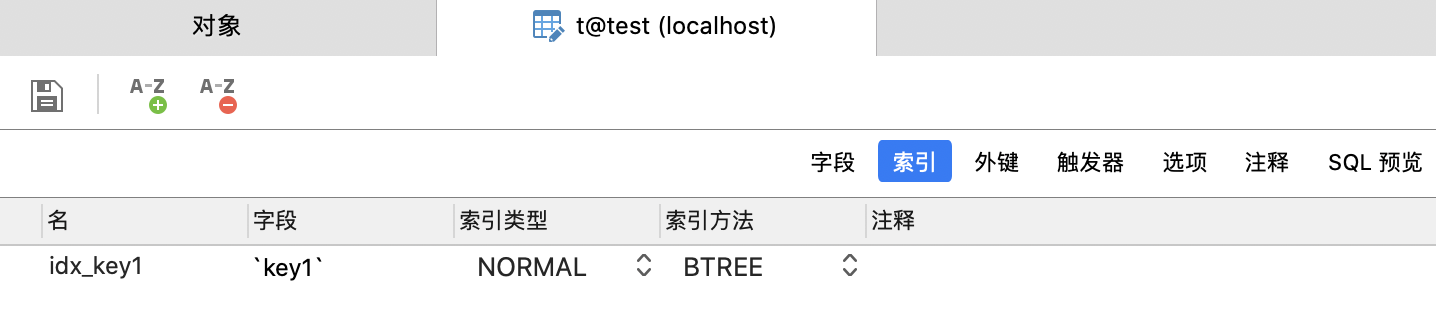 对象 t@test (localhost)
A-Z A-Z
字段 索引 外键 触发器 选项 注释 SQL 预览
名 字段 索引类型 索引方法 注释
idx_key1 `key1` NORMAL BTREE